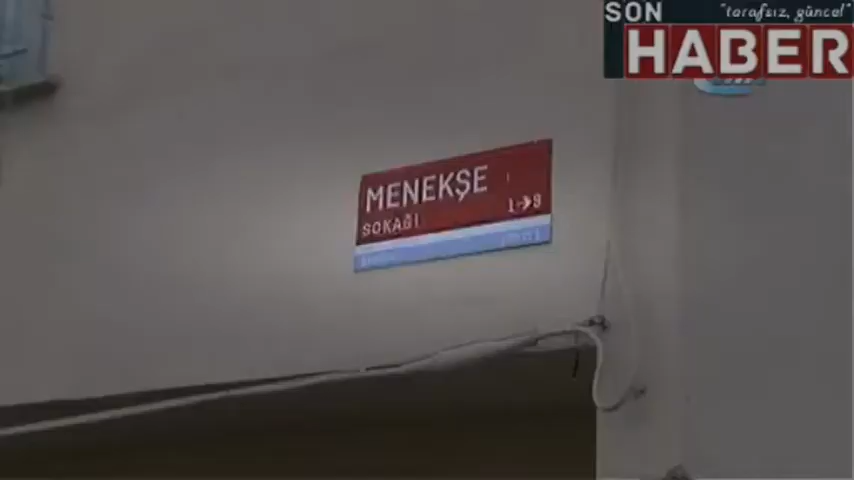 SON
"tarafsız, güncel"
HABER
MENEKŞE
SOKAĞI
1→9